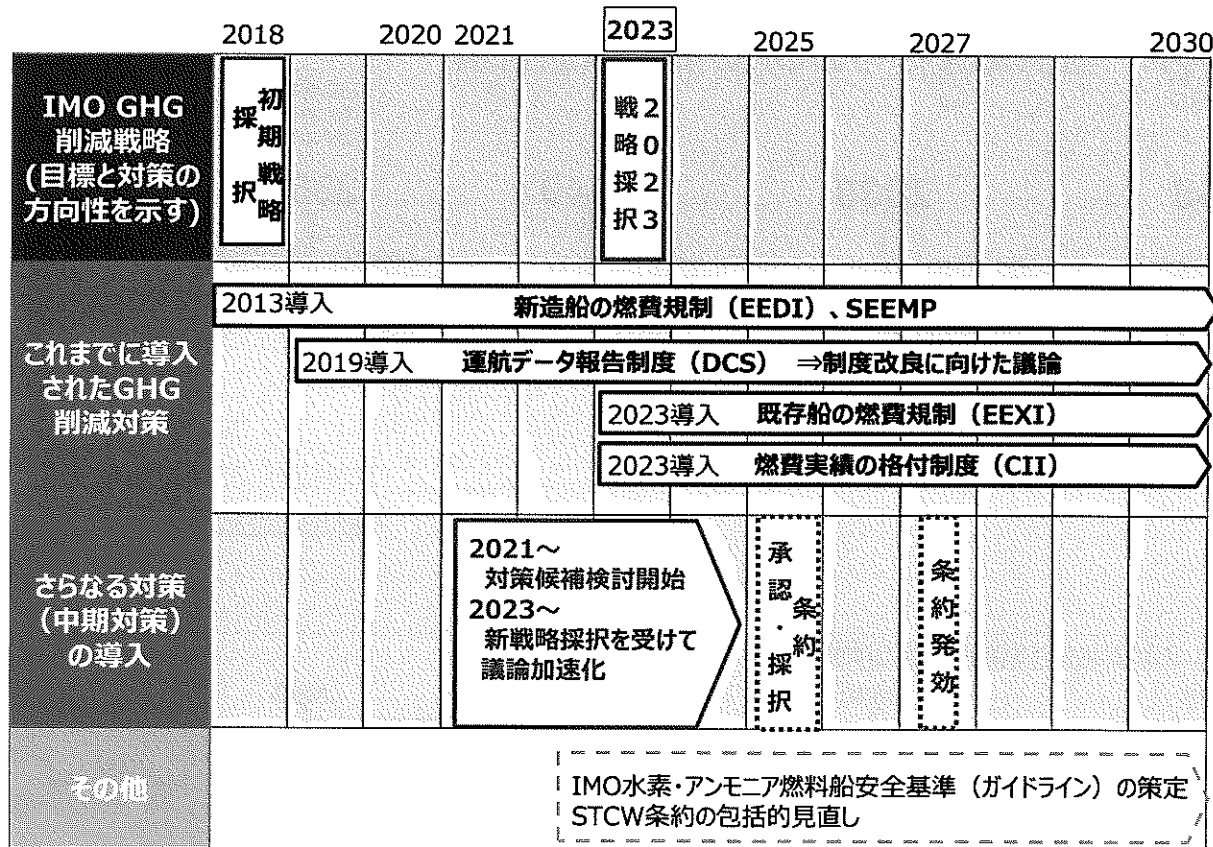 2018 2020 2021 2023 2025 2027 2030
IMO GHG
削減戦略
(目標と対策の
方向性を示す)
初期戦略
採択
2023
戦略採択
これまでに導入
されたGHG
削減対策
2013導入 新造船の燃費規制（EEDI）、SEEMP
2019導入 運航データ報告制度（DCS） ⇒制度改良に向けた議論
2023導入 既存船の燃費規制（EEXI）
2023導入 燃費実績の格付制度（CII）
さらなる対策
（中期対策）
の導入
2021～
対策候補検討開始
2023～
新戦略採択を受けて
議論加速化
条約
承認・採択
条約発効
その他
IMO水素・アンモニア燃料船安全基準（ガイドライン）の策定
STCW条約の包括的見直し